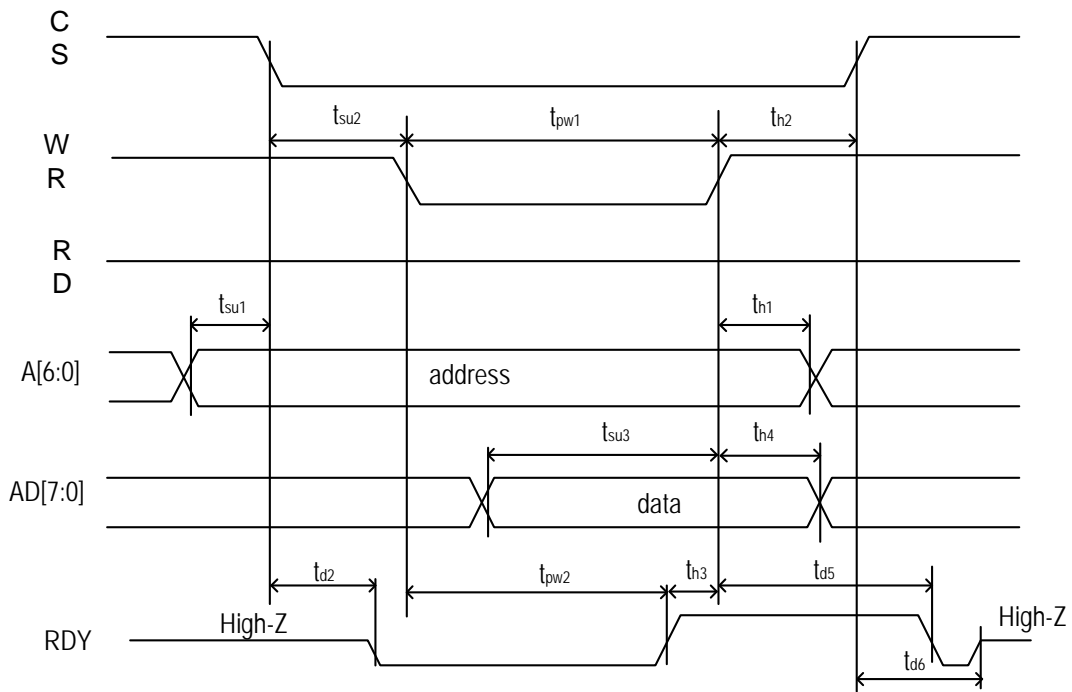 C
S
tsu2
tpw1
th2
W
R
R
D
tsu1
th1
A[6:0]
address
tsu3
th4
AD[7:0]
data
td2
tpw2
th3
td5
High-Z
High-Z
RDY
td6